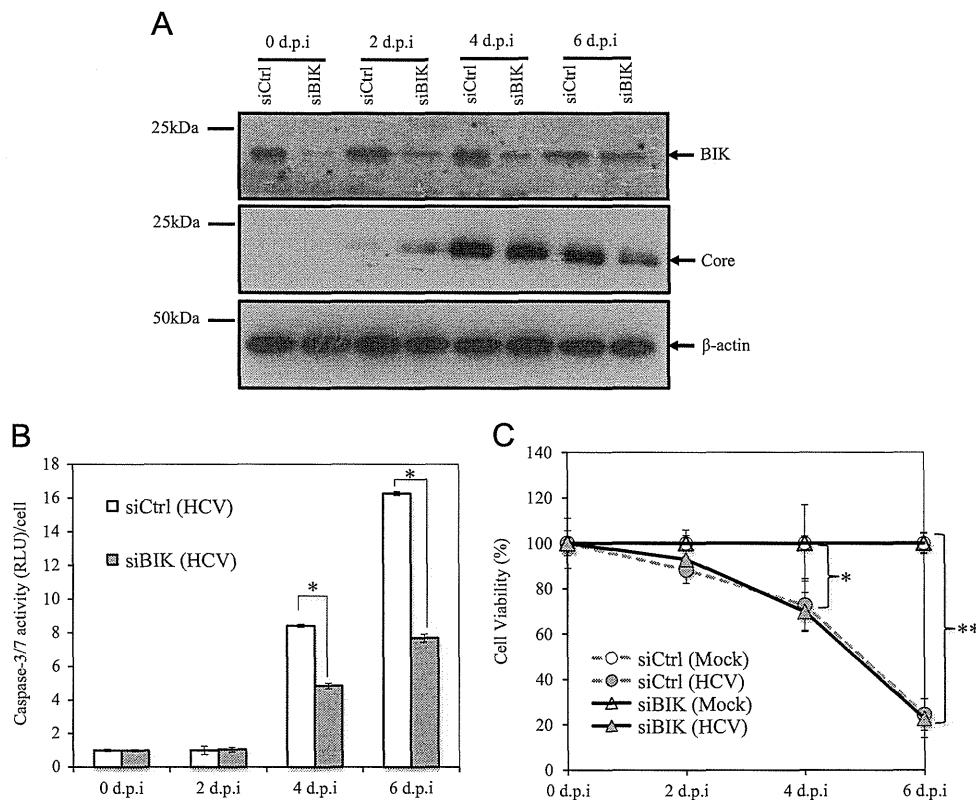 A
0 d.p.i 2 d.p.i 4 d.p.i 6 d.p.i
siCtrl siBIK siCtrl siBIK siCtrl siBIK siCtrl siBIK
25kDa
BIK
25kDa
Core
50kDa
β-actin
B
Caspase-3/7 activity (RLU)/cell
18
16
14
12
10
8
6
4
2
0
siCtrl (HCV)
siBIK (HCV)
*
*
0 d.p.i 2 d.p.i 4 d.p.i 6 d.p.i
C
Cell Viability (%)
140
120
100
80
60
40
20
0
*
**
siCtrl (Mock)
siCtrl (HCV)
siBIK (Mock)
siBIK (HCV)
0 d.p.i 2 d.p.i 4 d.p.i 6 d.p.i